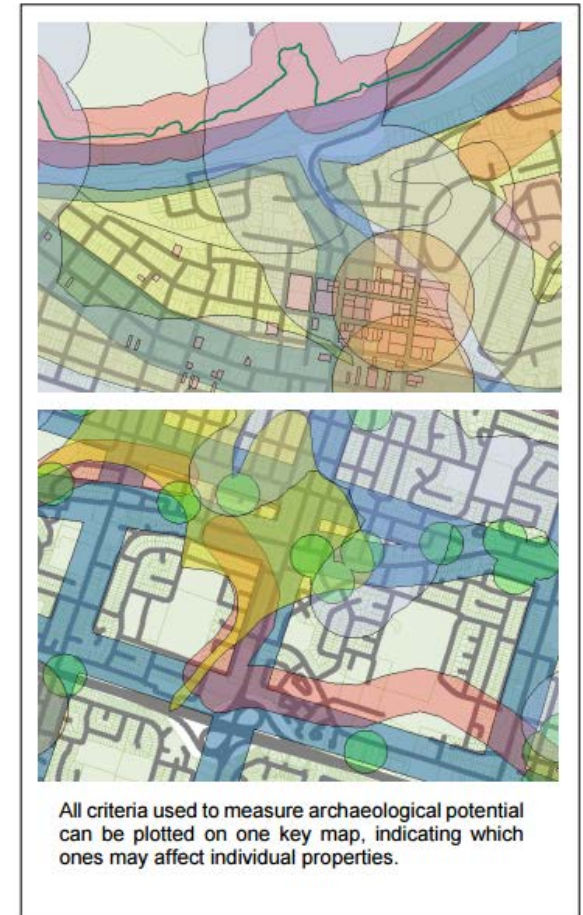 All criteria used to measure archaeological potential
can be plotted on one key map, indicating which
ones may affect individual properties.